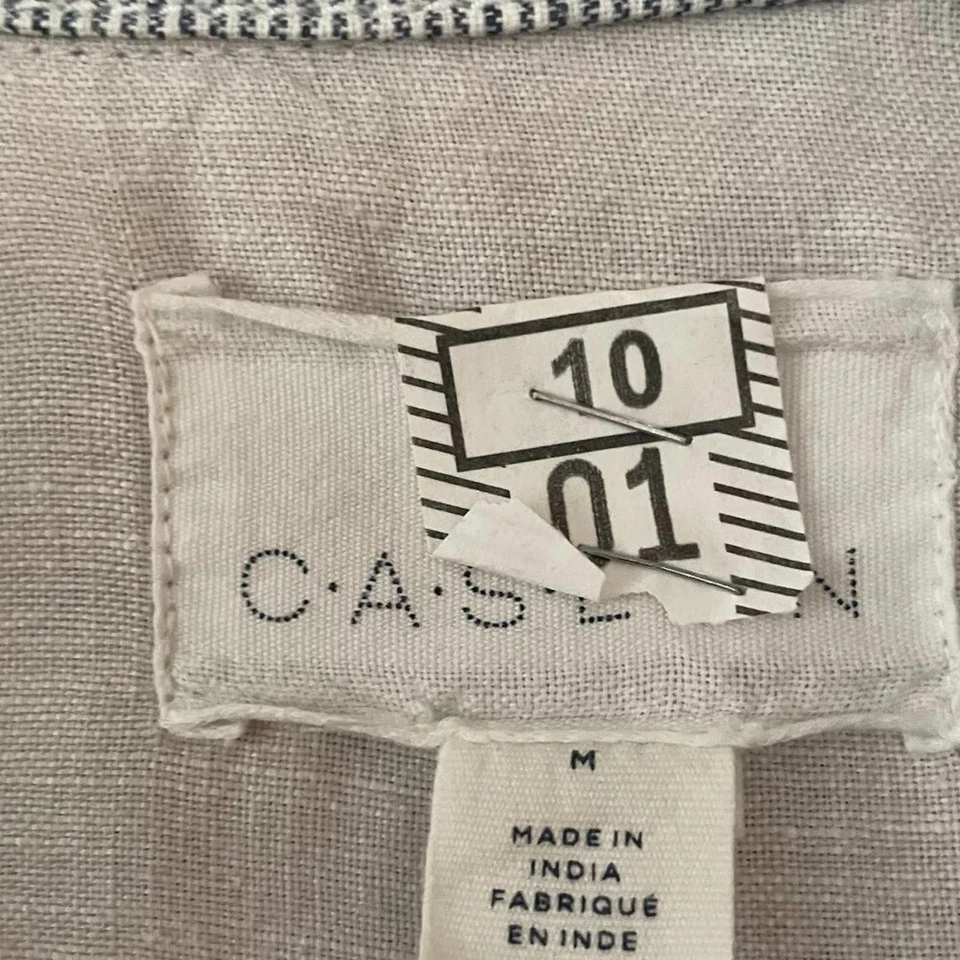 10
01
C·A·S·L N
M
MADE IN
INDIA
FABRIQUÉ
EN INDE